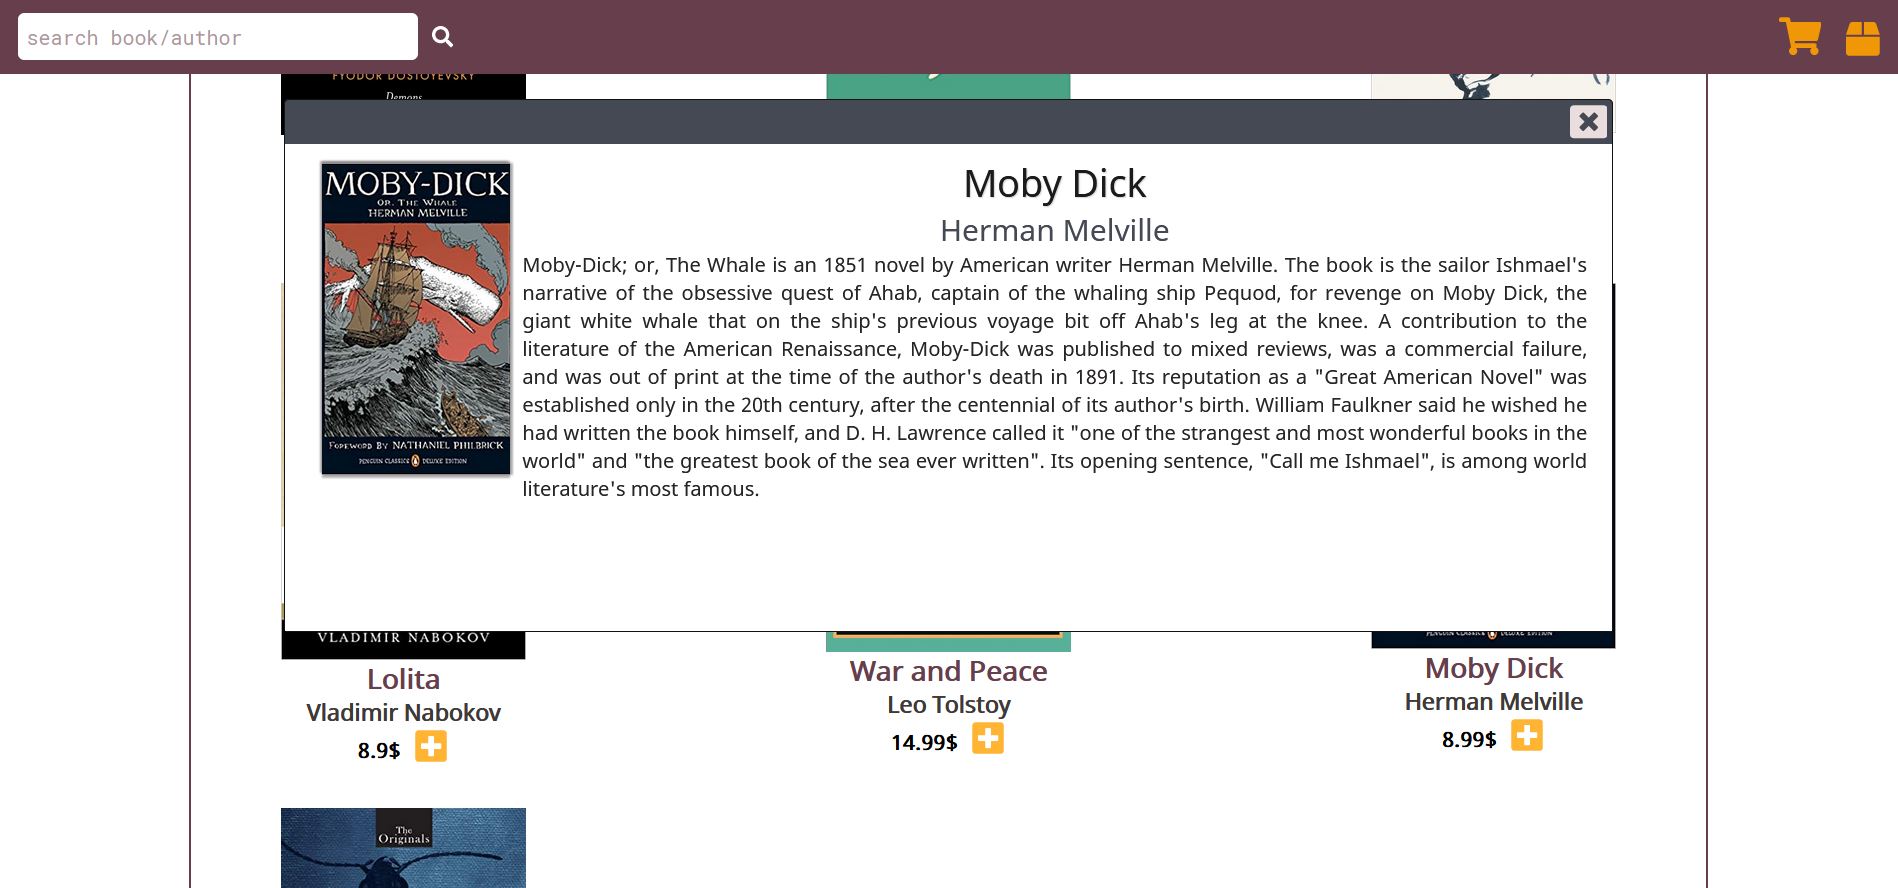 search book/author
FYODOR DOSTOYEVSKY
Demons
MOBY-DICK
OR, THE WHALE
HERMAN MELVILLE
FOREWORD BY NATHANIEL PHILBRICK
PENGUIN CLASSICS DELUXE EDITION
Moby Dick
Herman Melville
Moby-Dick; or, The Whale is an 1851 novel by American writer Herman Melville. The book is the sailor Ishmael's
narrative of the obsessive quest of Ahab, captain of the whaling ship Pequod, for revenge on Moby Dick, the
giant white whale that on the ship's previous voyage bit off Ahab's leg at the knee. A contribution to the
literature of the American Renaissance, Moby-Dick was published to mixed reviews, was a commercial failure,
and was out of print at the time of the author's death in 1891. Its reputation as a "Great American Novel" was
established only in the 20th century, after the centennial of its author's birth. William Faulkner said he wished he
had written the book himself, and D. H. Lawrence called it "one of the strangest and most wonderful books in the
world" and "the greatest book of the sea ever written". Its opening sentence, "Call me Ishmael", is among world
literature's most famous.
VLADIMIR NABOKOV
PENGUIN CLASSICS DELUXE EDITION
Lolita
Vladimir Nabokov
8.9$
War and Peace
Leo Tolstoy
14.99$
Moby Dick
Herman Melville
8.99$
The
Originals